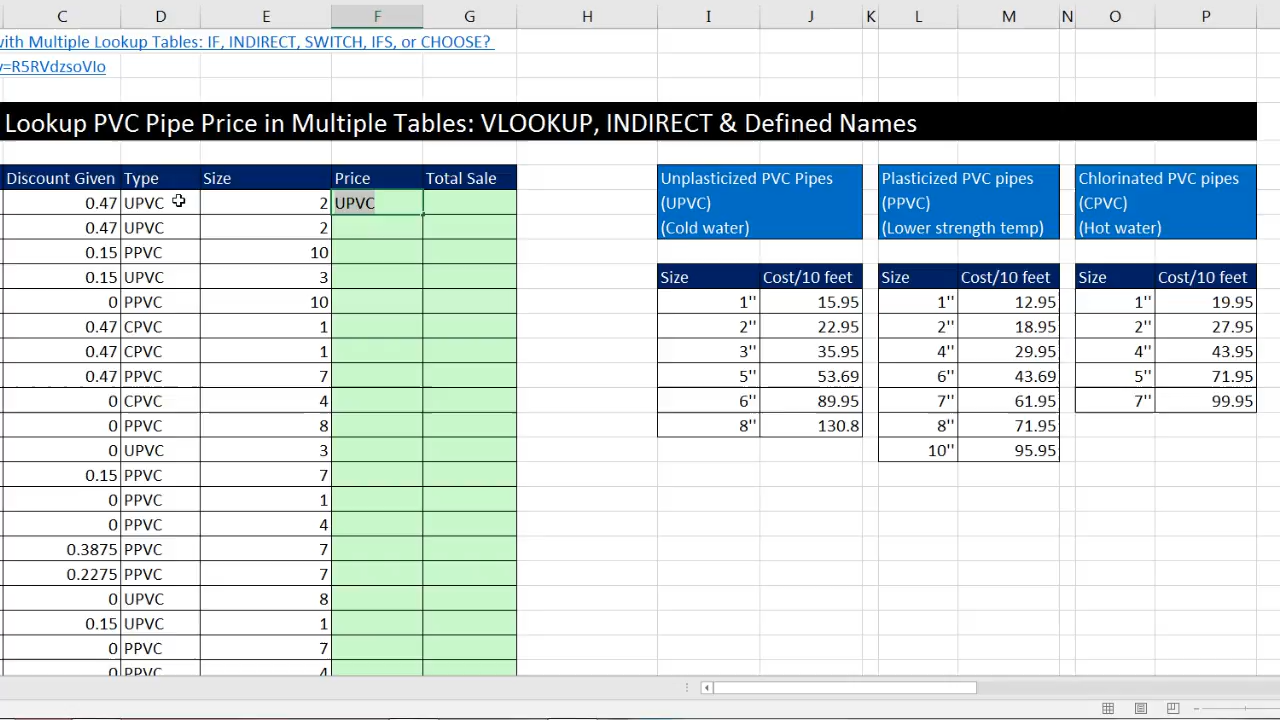 C D E F G H I J K L M N O P
with Multiple Lookup Tables: IF, INDIRECT, SWITCH, IFS, or CHOOSE?
=R5RVdzsoVIo
Lookup PVC Pipe Price in Multiple Tables: VLOOKUP, INDIRECT & Defined Names
Discount Given Type Size Price Total Sale
0.47 UPVC 2 UPVC
0.47 UPVC 2
0.15 PPVC 10
0.15 UPVC 3
0 PPVC 10
0.47 CPVC 1
0.47 CPVC 1
0.47 PPVC 7
0 CPVC 4
0 PPVC 8
0 UPVC 3
0.15 PPVC 7
0 PPVC 1
0 PPVC 4
0.3875 PPVC 7
0.2275 PPVC 7
0 UPVC 8
0.15 UPVC 1
0 PPVC 7
0 PPVC 4
Unplasticized PVC Pipes
(UPVC)
(Cold water)
Size Cost/10 feet
1'' 15.95
2'' 22.95
3'' 35.95
5'' 53.69
6'' 89.95
8'' 130.8
Plasticized PVC pipes
(PPVC)
(Lower strength temp)
Size Cost/10 feet
1'' 12.95
2'' 18.95
4'' 29.95
6'' 43.69
7'' 61.95
8'' 71.95
10'' 95.95
Chlorinated PVC pipes
(CPVC)
(Hot water)
Size Cost/10 feet
1'' 19.95
2'' 27.95
4'' 43.95
5'' 71.95
7'' 99.95